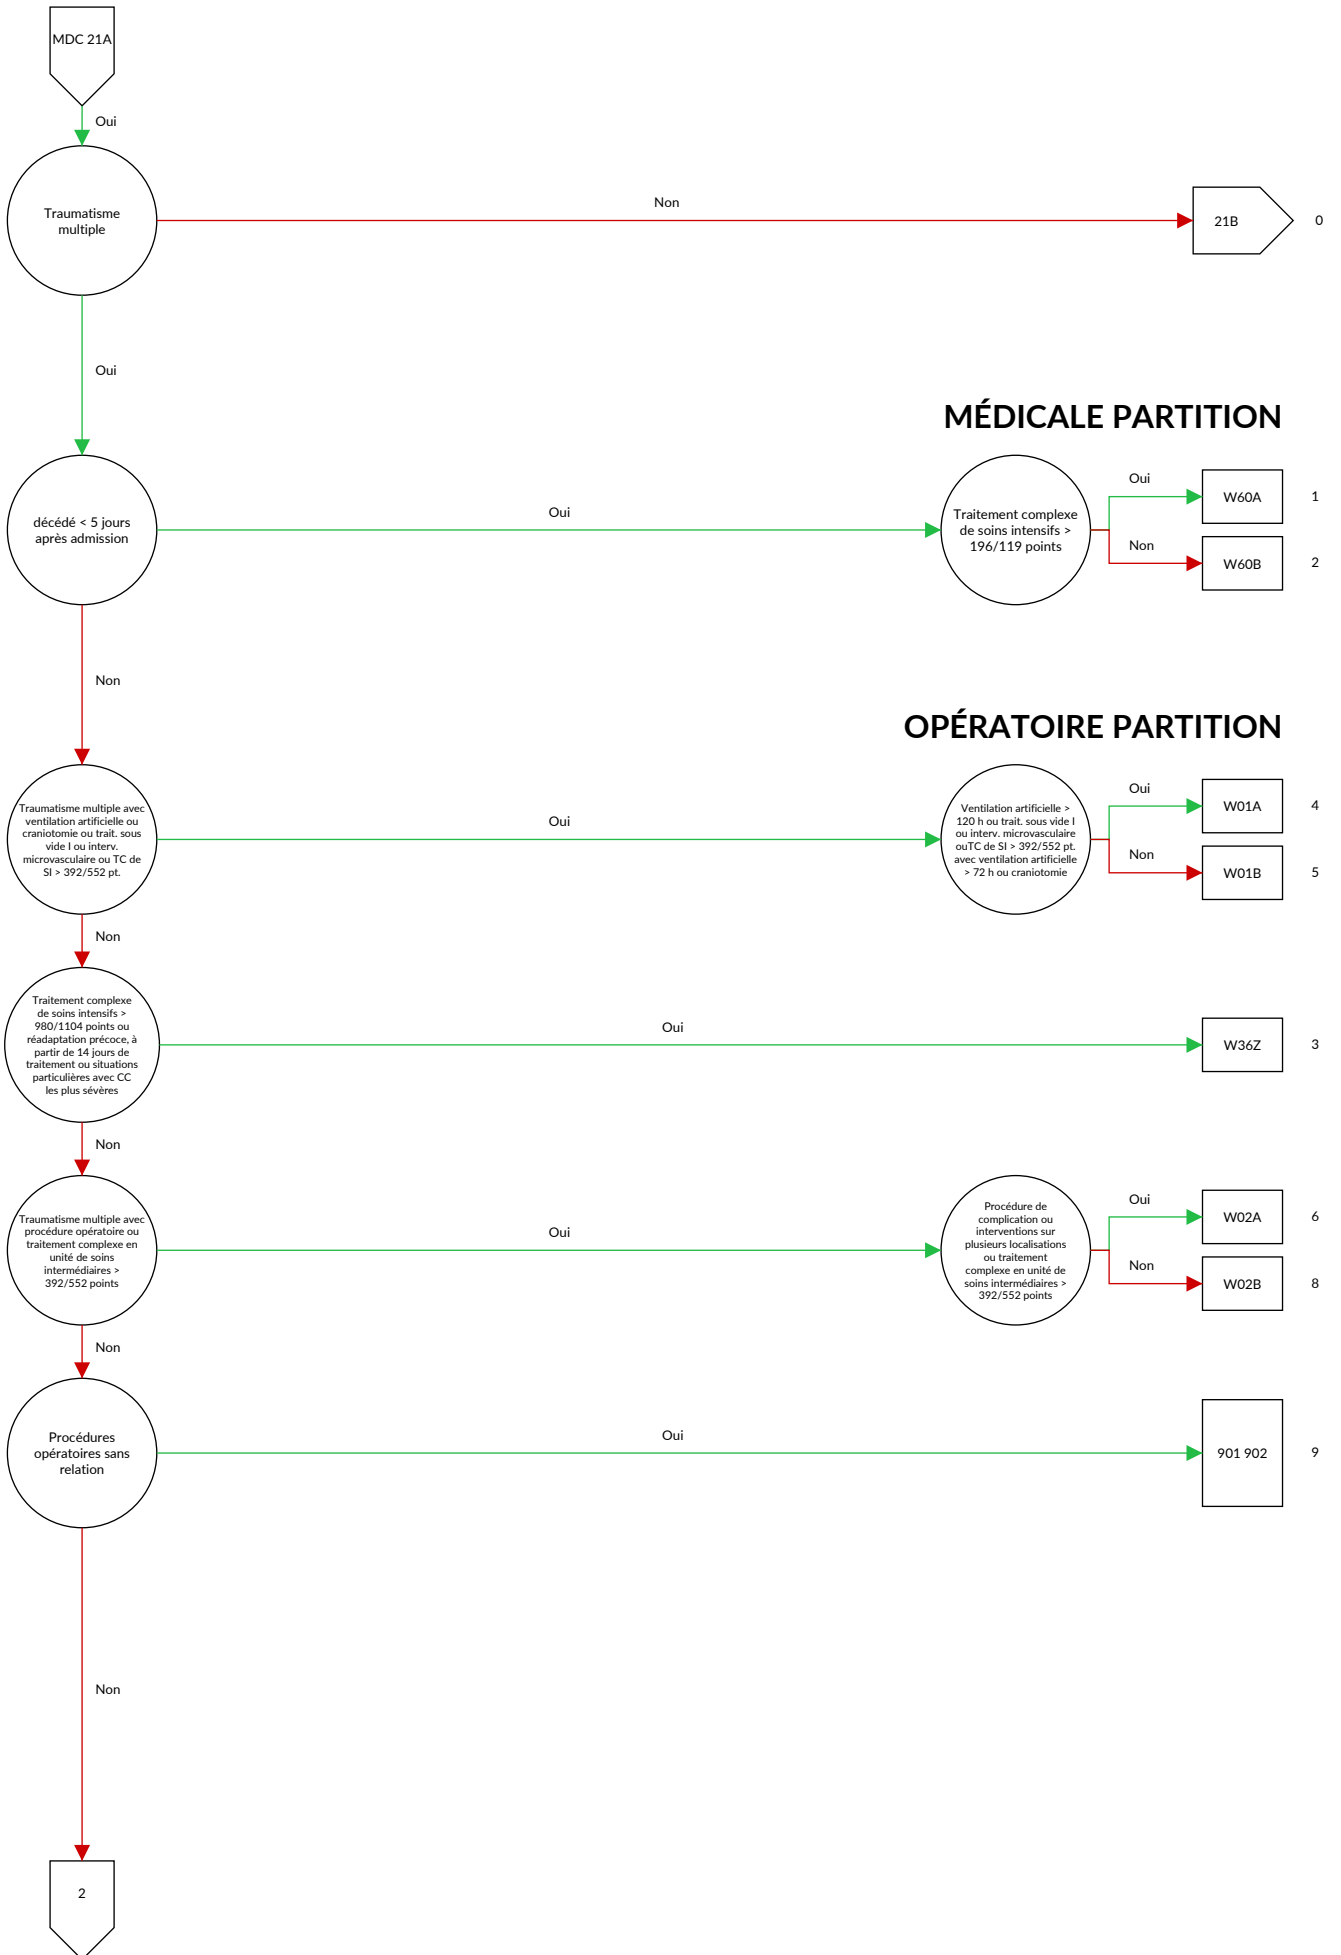 MDC 21A
Oui
Traumatisme
multiple
Non
21B
0
Oui
MÉDICALE PARTITION
décédé < 5 jours
après admission
Oui
Traitement complexe
de soins intensifs >
196/119 points
Oui
W60A
1
Non
W60B
2
Non
OPÉRATOIRE PARTITION
Traumatisme multiple avec
ventilation artificielle ou
craniotomie ou trait. sous
vide I ou interv.
microvasculaire ou TC de
SI > 392/552 pt.
Oui
Ventilation artificielle >
120 h ou trait. sous vide I
ou interv. microvasculaire
ouTC de SI > 392/552 pt.
avec ventilation artificielle
> 72 h ou craniotomie
Oui
W01A
4
Non
W01B
5
Non
Traitement complexe
de soins intensifs >
980/1104 points ou
réadaptation précoce, à
partir de 14 jours de
traitement ou situations
particulières avec CC
les plus sévères
Oui
W36Z
3
Non
Traumatisme multiple avec
procédure opératoire ou
traitement complexe en
unité de soins
intermédiaires >
392/552 points
Oui
Procédure de
complication ou
interventions sur
plusieurs localisations
ou traitement
complexe en unité de
soins intermédiaires >
392/552 points
Oui
W02A
6
Non
W02B
8
Non
Procédures
opératoires sans
relation
Oui
901 902
9
Non
2